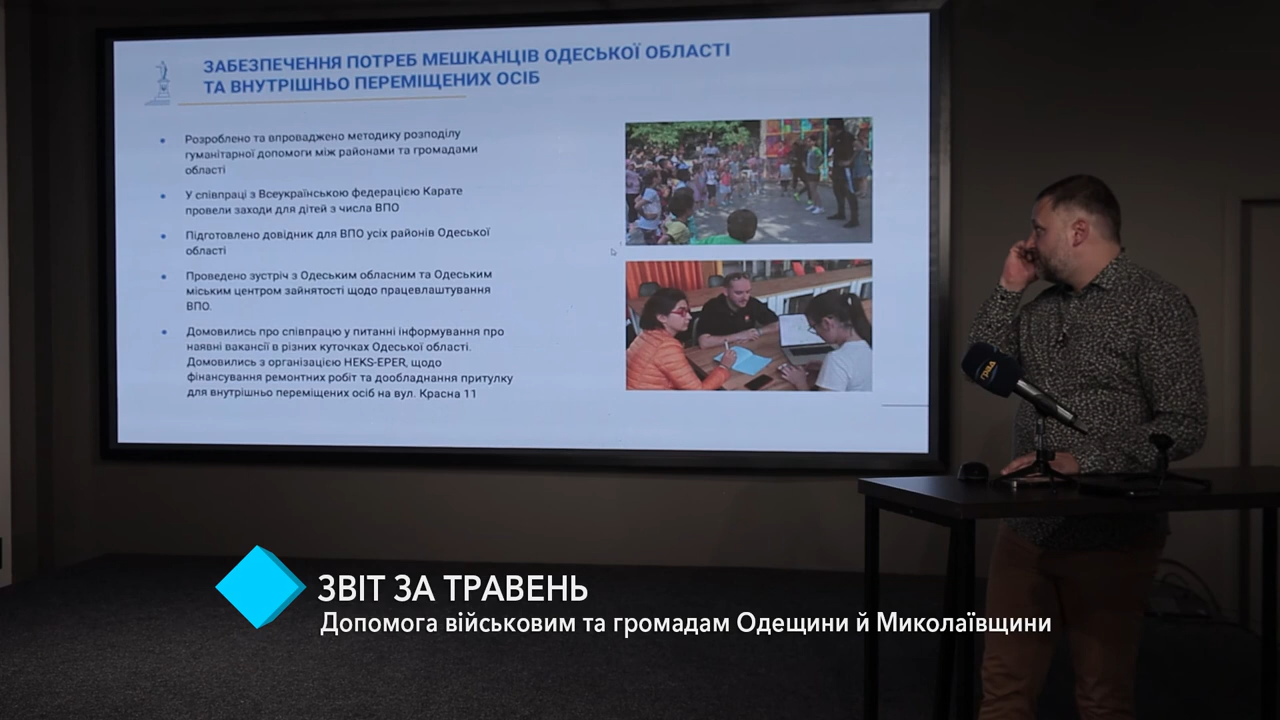 ЗАБЕЗПЕЧЕННЯ ПОТРЕБ МЕШКАНЦІВ ОДЕСЬКОЇ ОБЛАСТІ
ТА ВНУТРІШНЬО ПЕРЕМІЩЕНИХ ОСІБ
Розроблено та впроваджено методику розподілу
гуманітарної допомоги між районами та громадами
області
У співпраці з Всеукраїнською федерацією Карате
провели заходи для дітей з числа ВПО
Підготовлено довідник для ВПО усіх районів Одеської
області
Проведено зустріч з Одеським обласним та Одеським
міським центром зайнятості щодо працевлаштування
ВПО.
Домовились про співпрацю у питанні інформування про
наявні вакансії в різних куточках Одеської області.
Домовились з організацією HEKS-EPER, щодо
фінансування ремонтних робіт та дообладнання притулку
для внутрішньо переміщених осіб на вул. Красна 11
град
ЗВІТ ЗА ТРАВЕНЬ
Допомога військовим та громадам Одещини й Миколаївщини